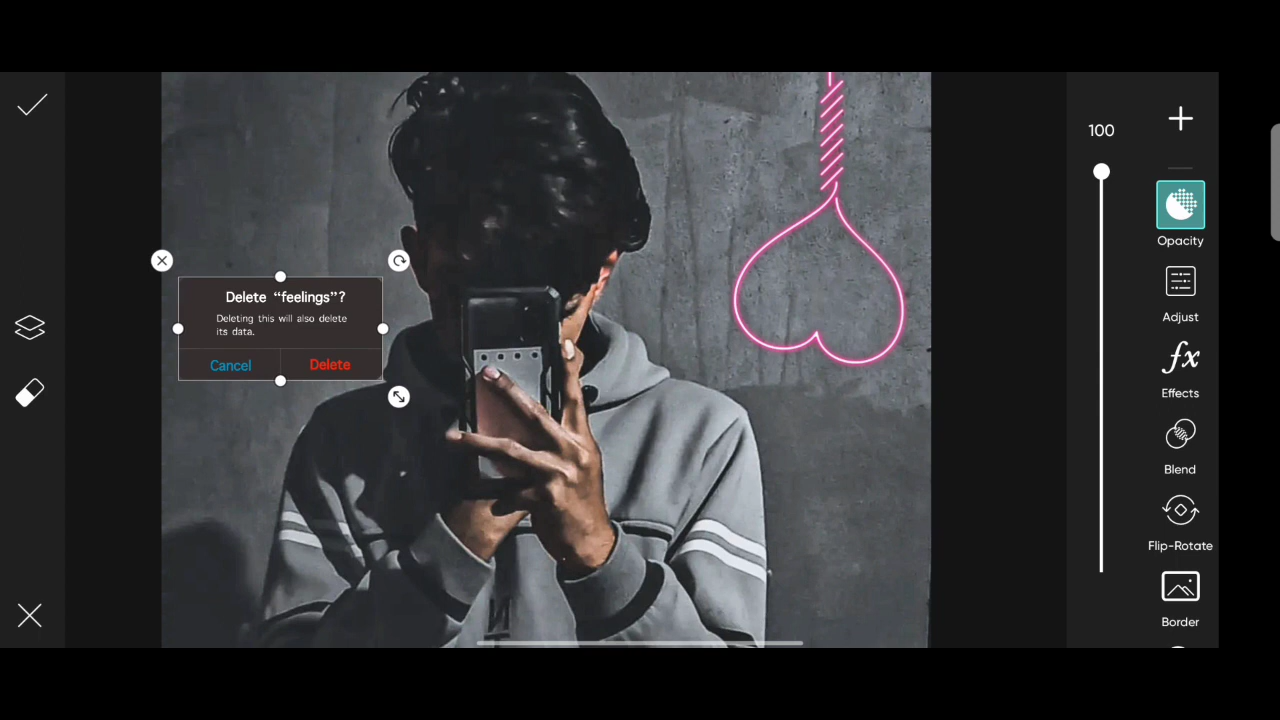 100
Opacity
Adjust
fx
Effects
Blend
Flip-Rotate
Border
Delete “feelings”?
Deleting this will also delete
its data.
Cancel
Delete